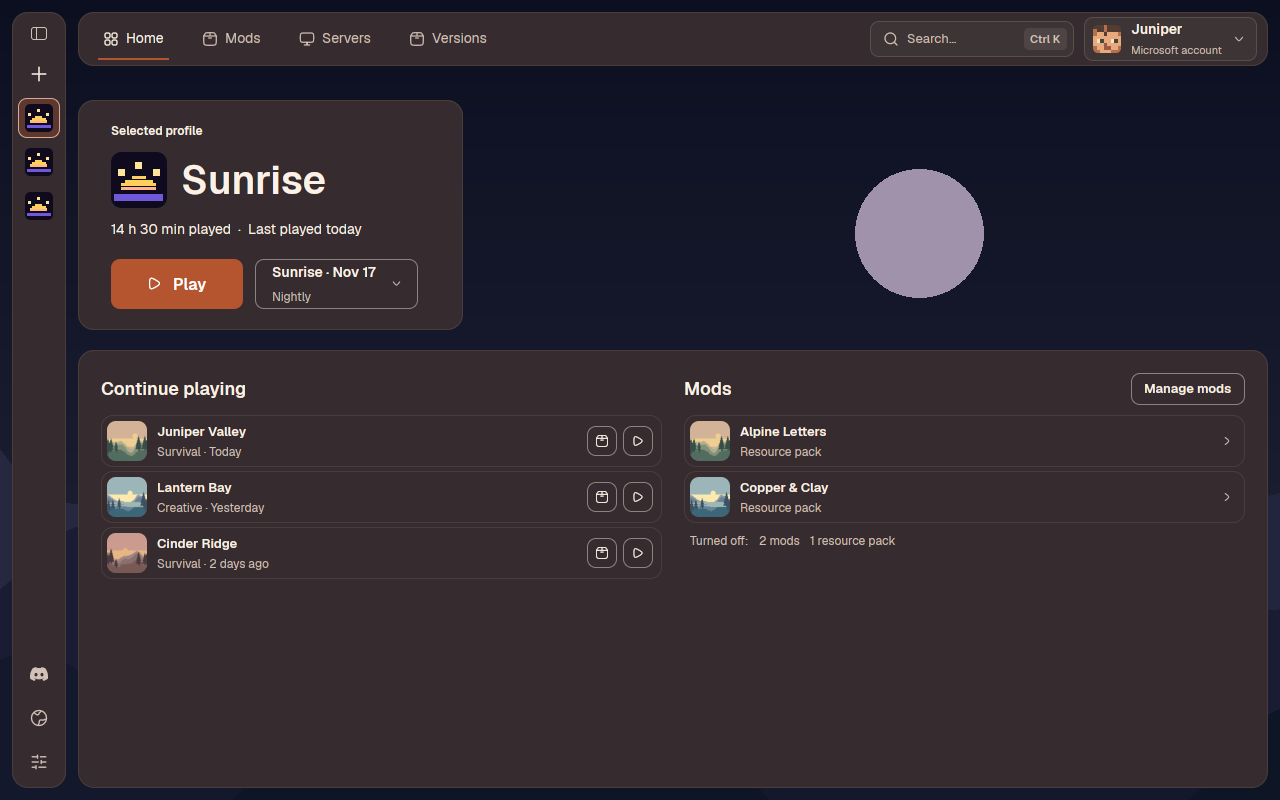 Home
Mods
Servers
Versions
Search...
Ctrl K
Juniper
Microsoft account
Selected profile
Sunrise
14 h 30 min played · Last played today
Play
Sunrise · Nov 17
Nightly
Continue playing
Juniper Valley
Survival · Today
Lantern Bay
Creative · Yesterday
Cinder Ridge
Survival · 2 days ago
Mods
Manage mods
Alpine Letters
Resource pack
Copper & Clay
Resource pack
Turned off: 2 mods 1 resource pack